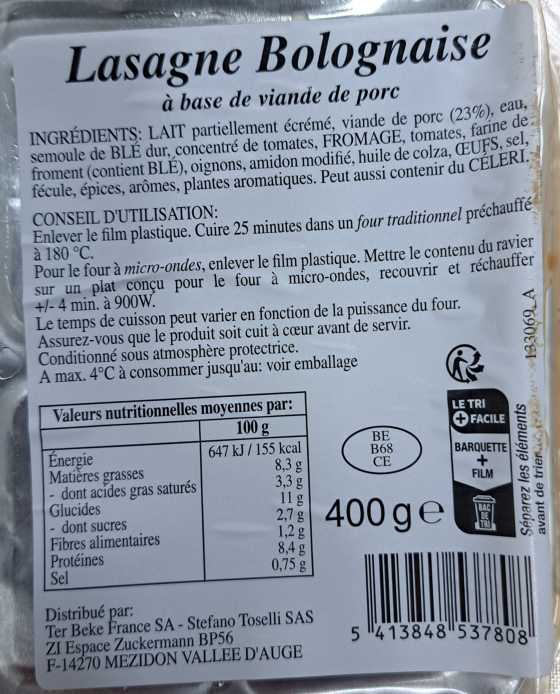 Lasagne Bolognaise
à base de viande de porc
INGRÉDIENTS: LAIT partiellement écrémé, viande de porc (23%), eau,
semoule de BLÉ dur, concentré de tomates, FROMAGE, tomates, farine de
froment (contient BLÉ), oignons, amidon modifié, huile de colza, ŒUFS, sel,
fécule, épices, arômes, plantes aromatiques. Peut aussi contenir du CÉLERI.
CONSEIL D'UTILISATION:
Enlever le film plastique. Cuire 25 minutes dans un four traditionnel préchauffé
à 180 °C.
Pour le four à micro-ondes, enlever le film plastique. Mettre le contenu du ravier
sur un plat conçu pour le four à micro-ondes, recouvrir et réchauffer
+/- 4 min. à 900W.
Le temps de cuisson peut varier en fonction de la puissance du four.
Assurez-vous que le produit soit cuit à cœur avant de servir.
Conditionné sous atmosphère protectrice.
A max. 4°C à consommer jusqu'au: voir emballage
133069_A
Valeurs nutritionnelles moyennes par:
100 g
Énergie 647 kJ / 155 kcal
Matières grasses 8,3 g
- dont acides gras saturés 3,3 g
Glucides 11 g
- dont sucres 2,7 g
Fibres alimentaires 1,2 g
Protéines 8,4 g
Sel 0,75 g
BE
B68
CE
400 g e
LE TRI
+ FACILE
BARQUETTE
+
FILM
BAC
DE
TRI
Séparez les éléments
avant de trier
Distribué par:
Ter Beke France SA - Stefano Toselli SAS
ZI Espace Zuckermann BP56
F-14270 MEZIDON VALLEE D'AUGE
5 413848 537808